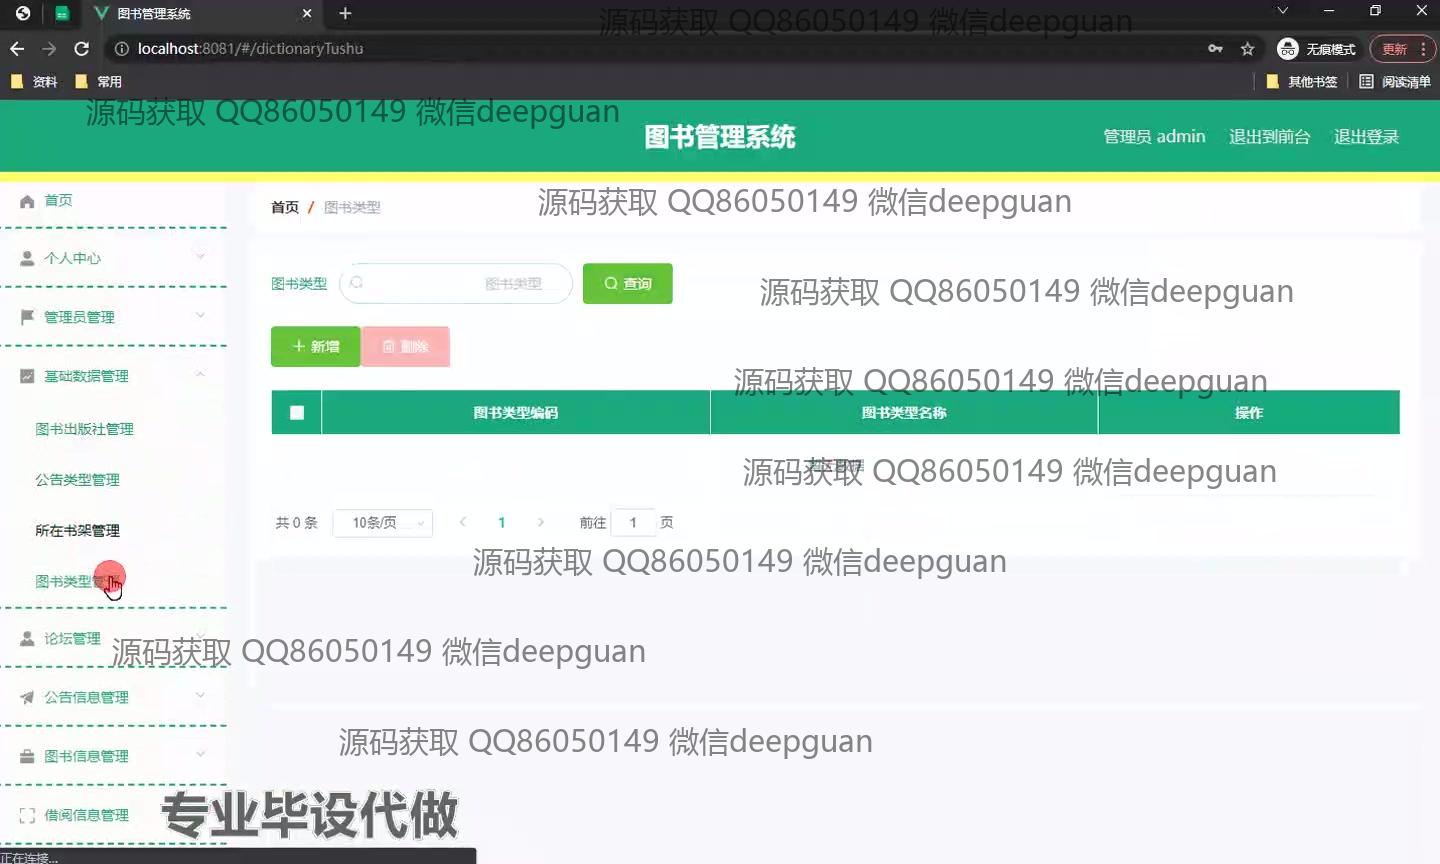 图书管理系统
localhost:8081/#/dictionaryTushu
无痕模式
更新
资料
常用
其他书签
阅读清单
源码获取 QQ86050149 微信deepguan
源码获取 QQ86050149 微信deepguan
图书管理系统
管理员 admin
退出到前台
退出登录
首页
首页 / 图书类型
源码获取 QQ86050149 微信deepguan
个人中心
图书类型
图书类型
查询
源码获取 QQ86050149 微信deepguan
管理员管理
新增
删除
基础数据管理
源码获取 QQ86050149 微信deepguan
图书类型编码
图书类型名称
操作
图书出版社管理
源码获取 QQ86050149 微信deepguan
公告类型管理
共 0 条
10条/页
1
前往 1 页
所在书架管理
源码获取 QQ86050149 微信deepguan
图书类型管理
论坛管理
源码获取 QQ86050149 微信deepguan
公告信息管理
源码获取 QQ86050149 微信deepguan
图书信息管理
借阅信息管理
专业毕设代做
正在连接...